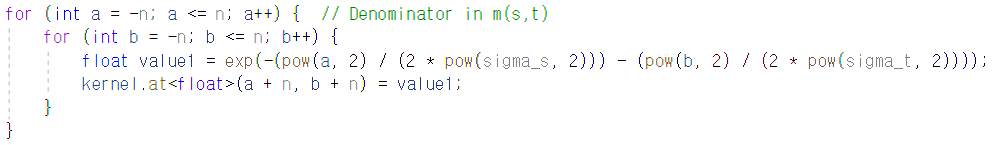 for (int a = -n; a <= n; a++) {  // Denominator in m(s,t)
    for (int b = -n; b <= n; b++) {
        float value1 = exp(-(pow(a, 2) / (2 * pow(sigma_s, 2))) - (pow(b, 2) / (2 * pow(sigma_t, 2))));
        kernel.at<float>(a + n, b + n) = value1;
    }
}